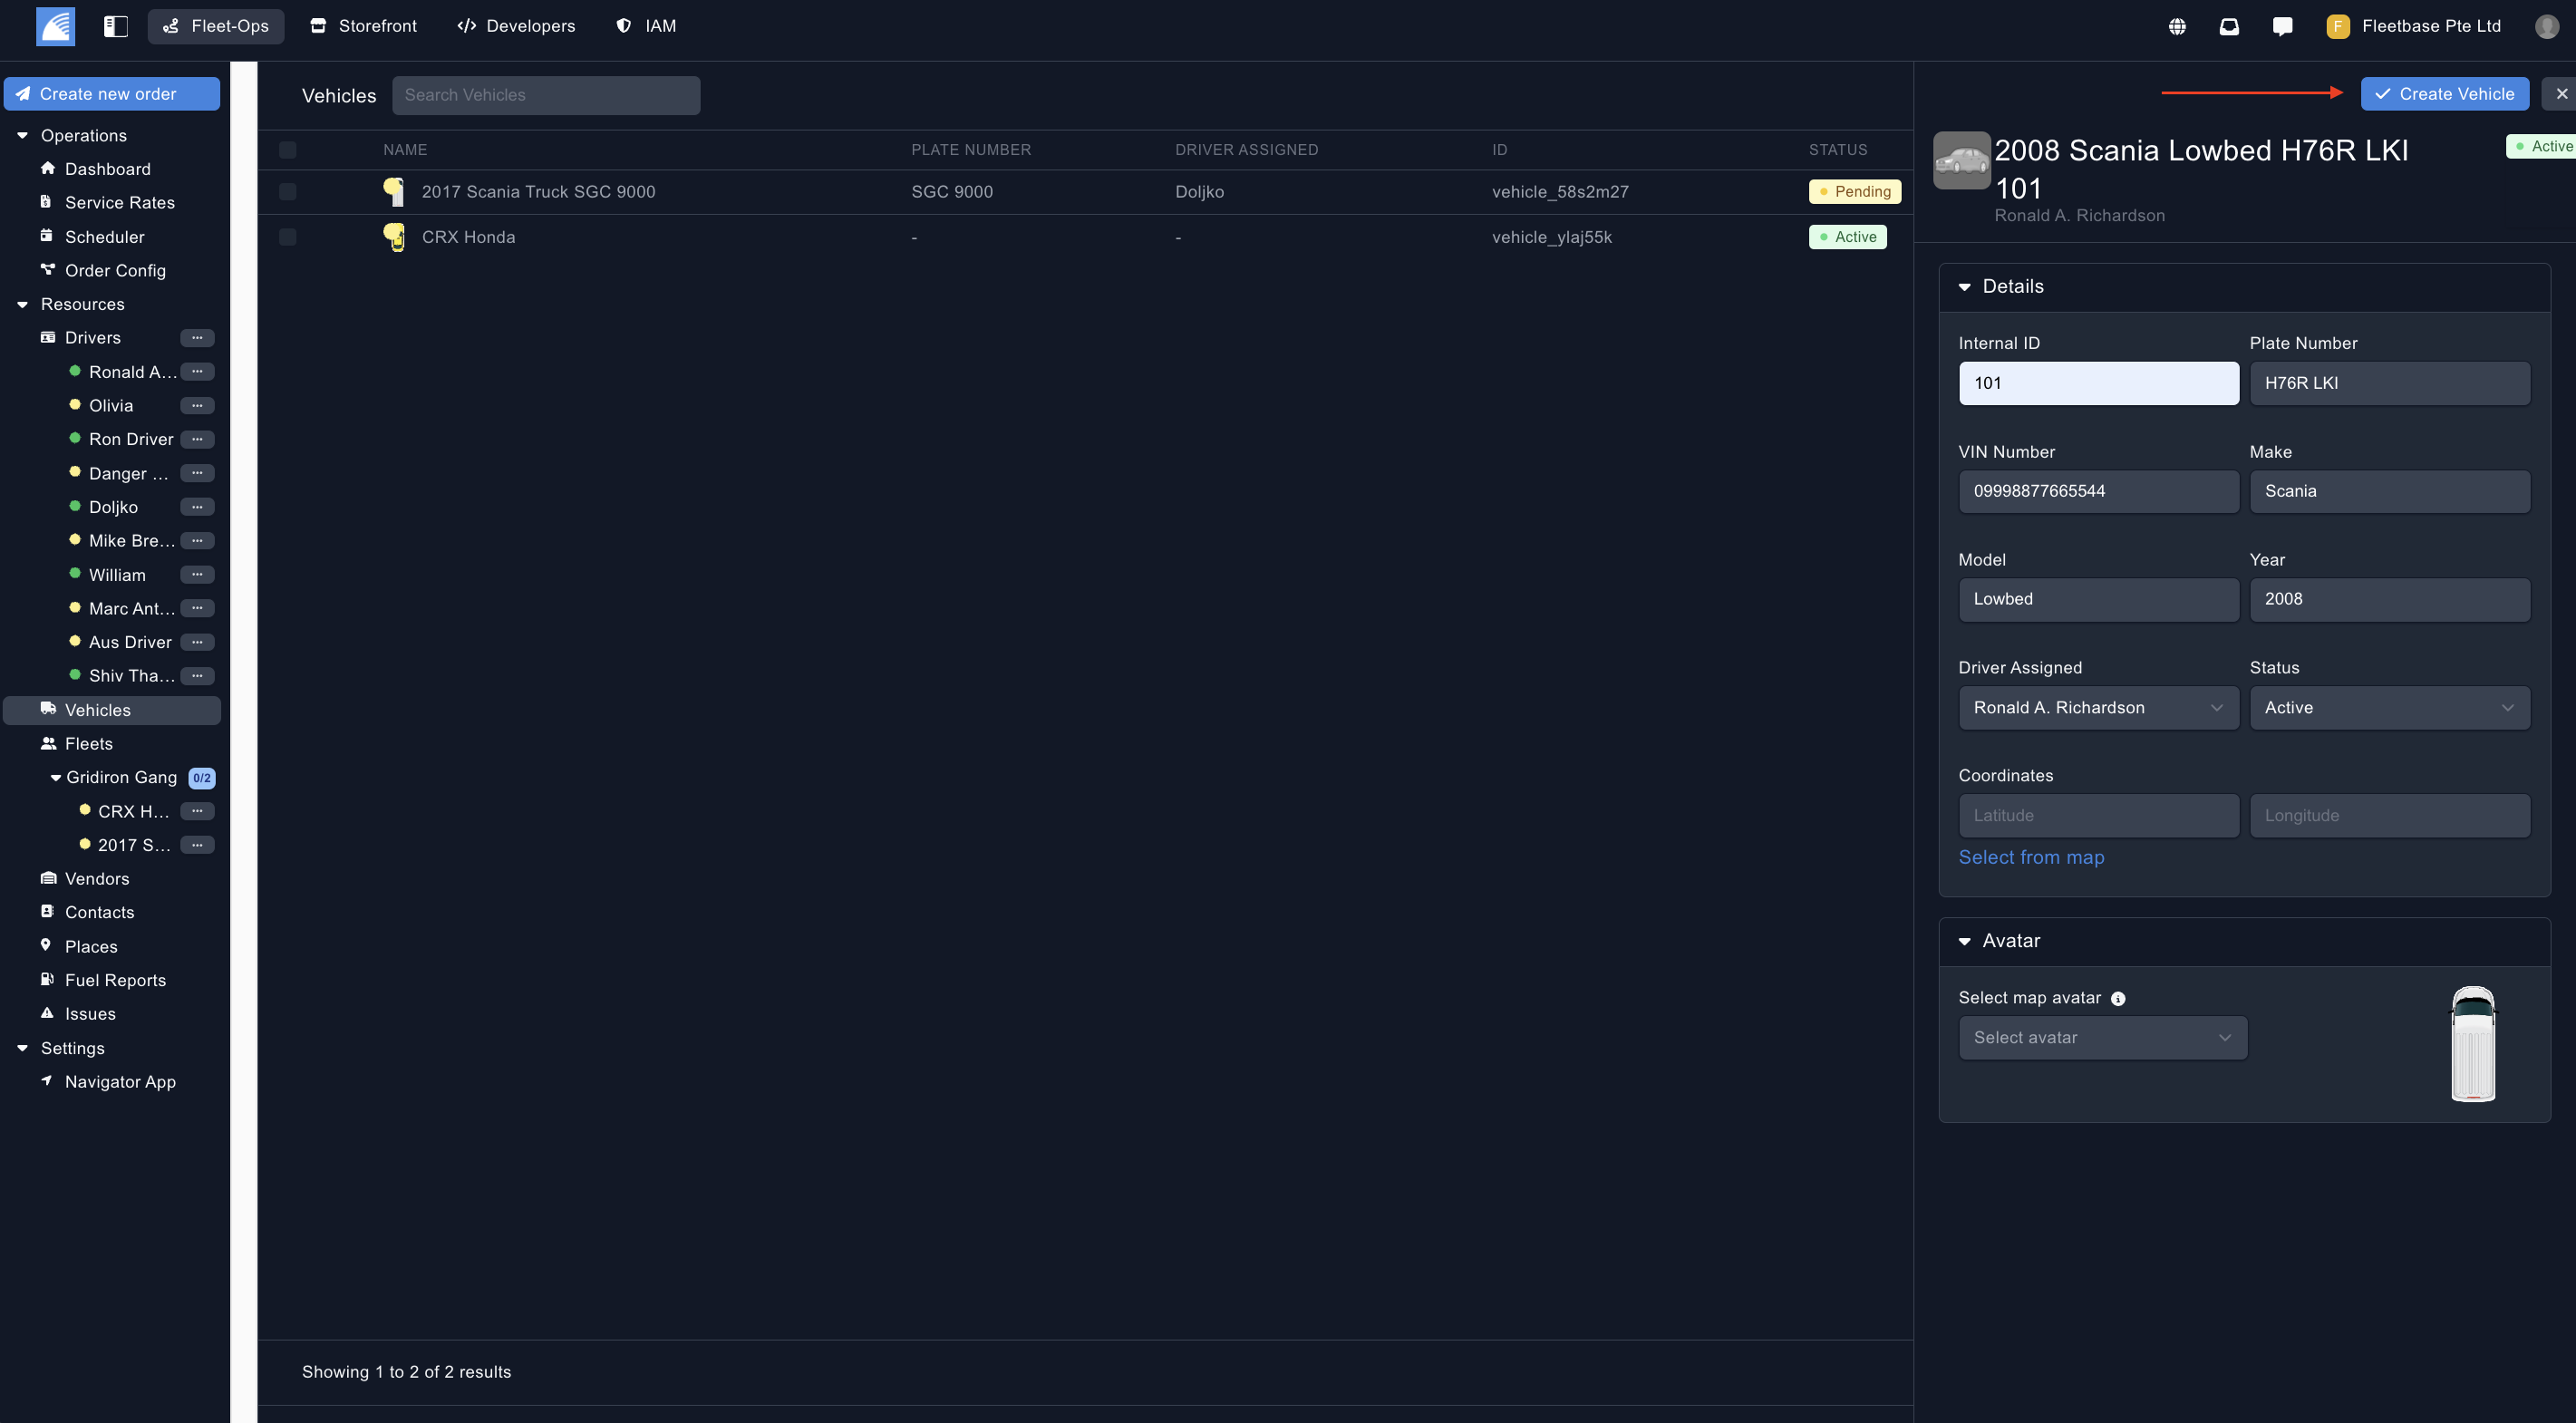 Fleet-Ops
Storefront
Developers
IAM
F
Fleetbase Pte Ltd
Create new order
Operations
Dashboard
Service Rates
Scheduler
Order Config
Resources
Drivers
Ronald A...
Olivia
Ron Driver
Danger ...
Doljko
Mike Bre...
William
Marc Ant...
Aus Driver
Shiv Tha...
Vehicles
Fleets
Gridiron Gang 0/2
CRX H...
2017 S...
Vendors
Contacts
Places
Fuel Reports
Issues
Settings
Navigator App
Vehicles
Search Vehicles
NAME PLATE NUMBER DRIVER ASSIGNED ID STATUS
2017 Scania Truck SGC 9000 SGC 9000 Doljko vehicle_58s2m27 Pending
CRX Honda - - vehicle_ylaj55k Active
Showing 1 to 2 of 2 results
Create Vehicle
2008 Scania Lowbed H76R LKI
101
Active
Ronald A. Richardson
Details
Internal ID Plate Number
101 H76R LKI
VIN Number Make
09998877665544 Scania
Model Year
Lowbed 2008
Driver Assigned Status
Ronald A. Richardson Active
Coordinates
Latitude Longitude
Select from map
Avatar
Select map avatar
Select avatar